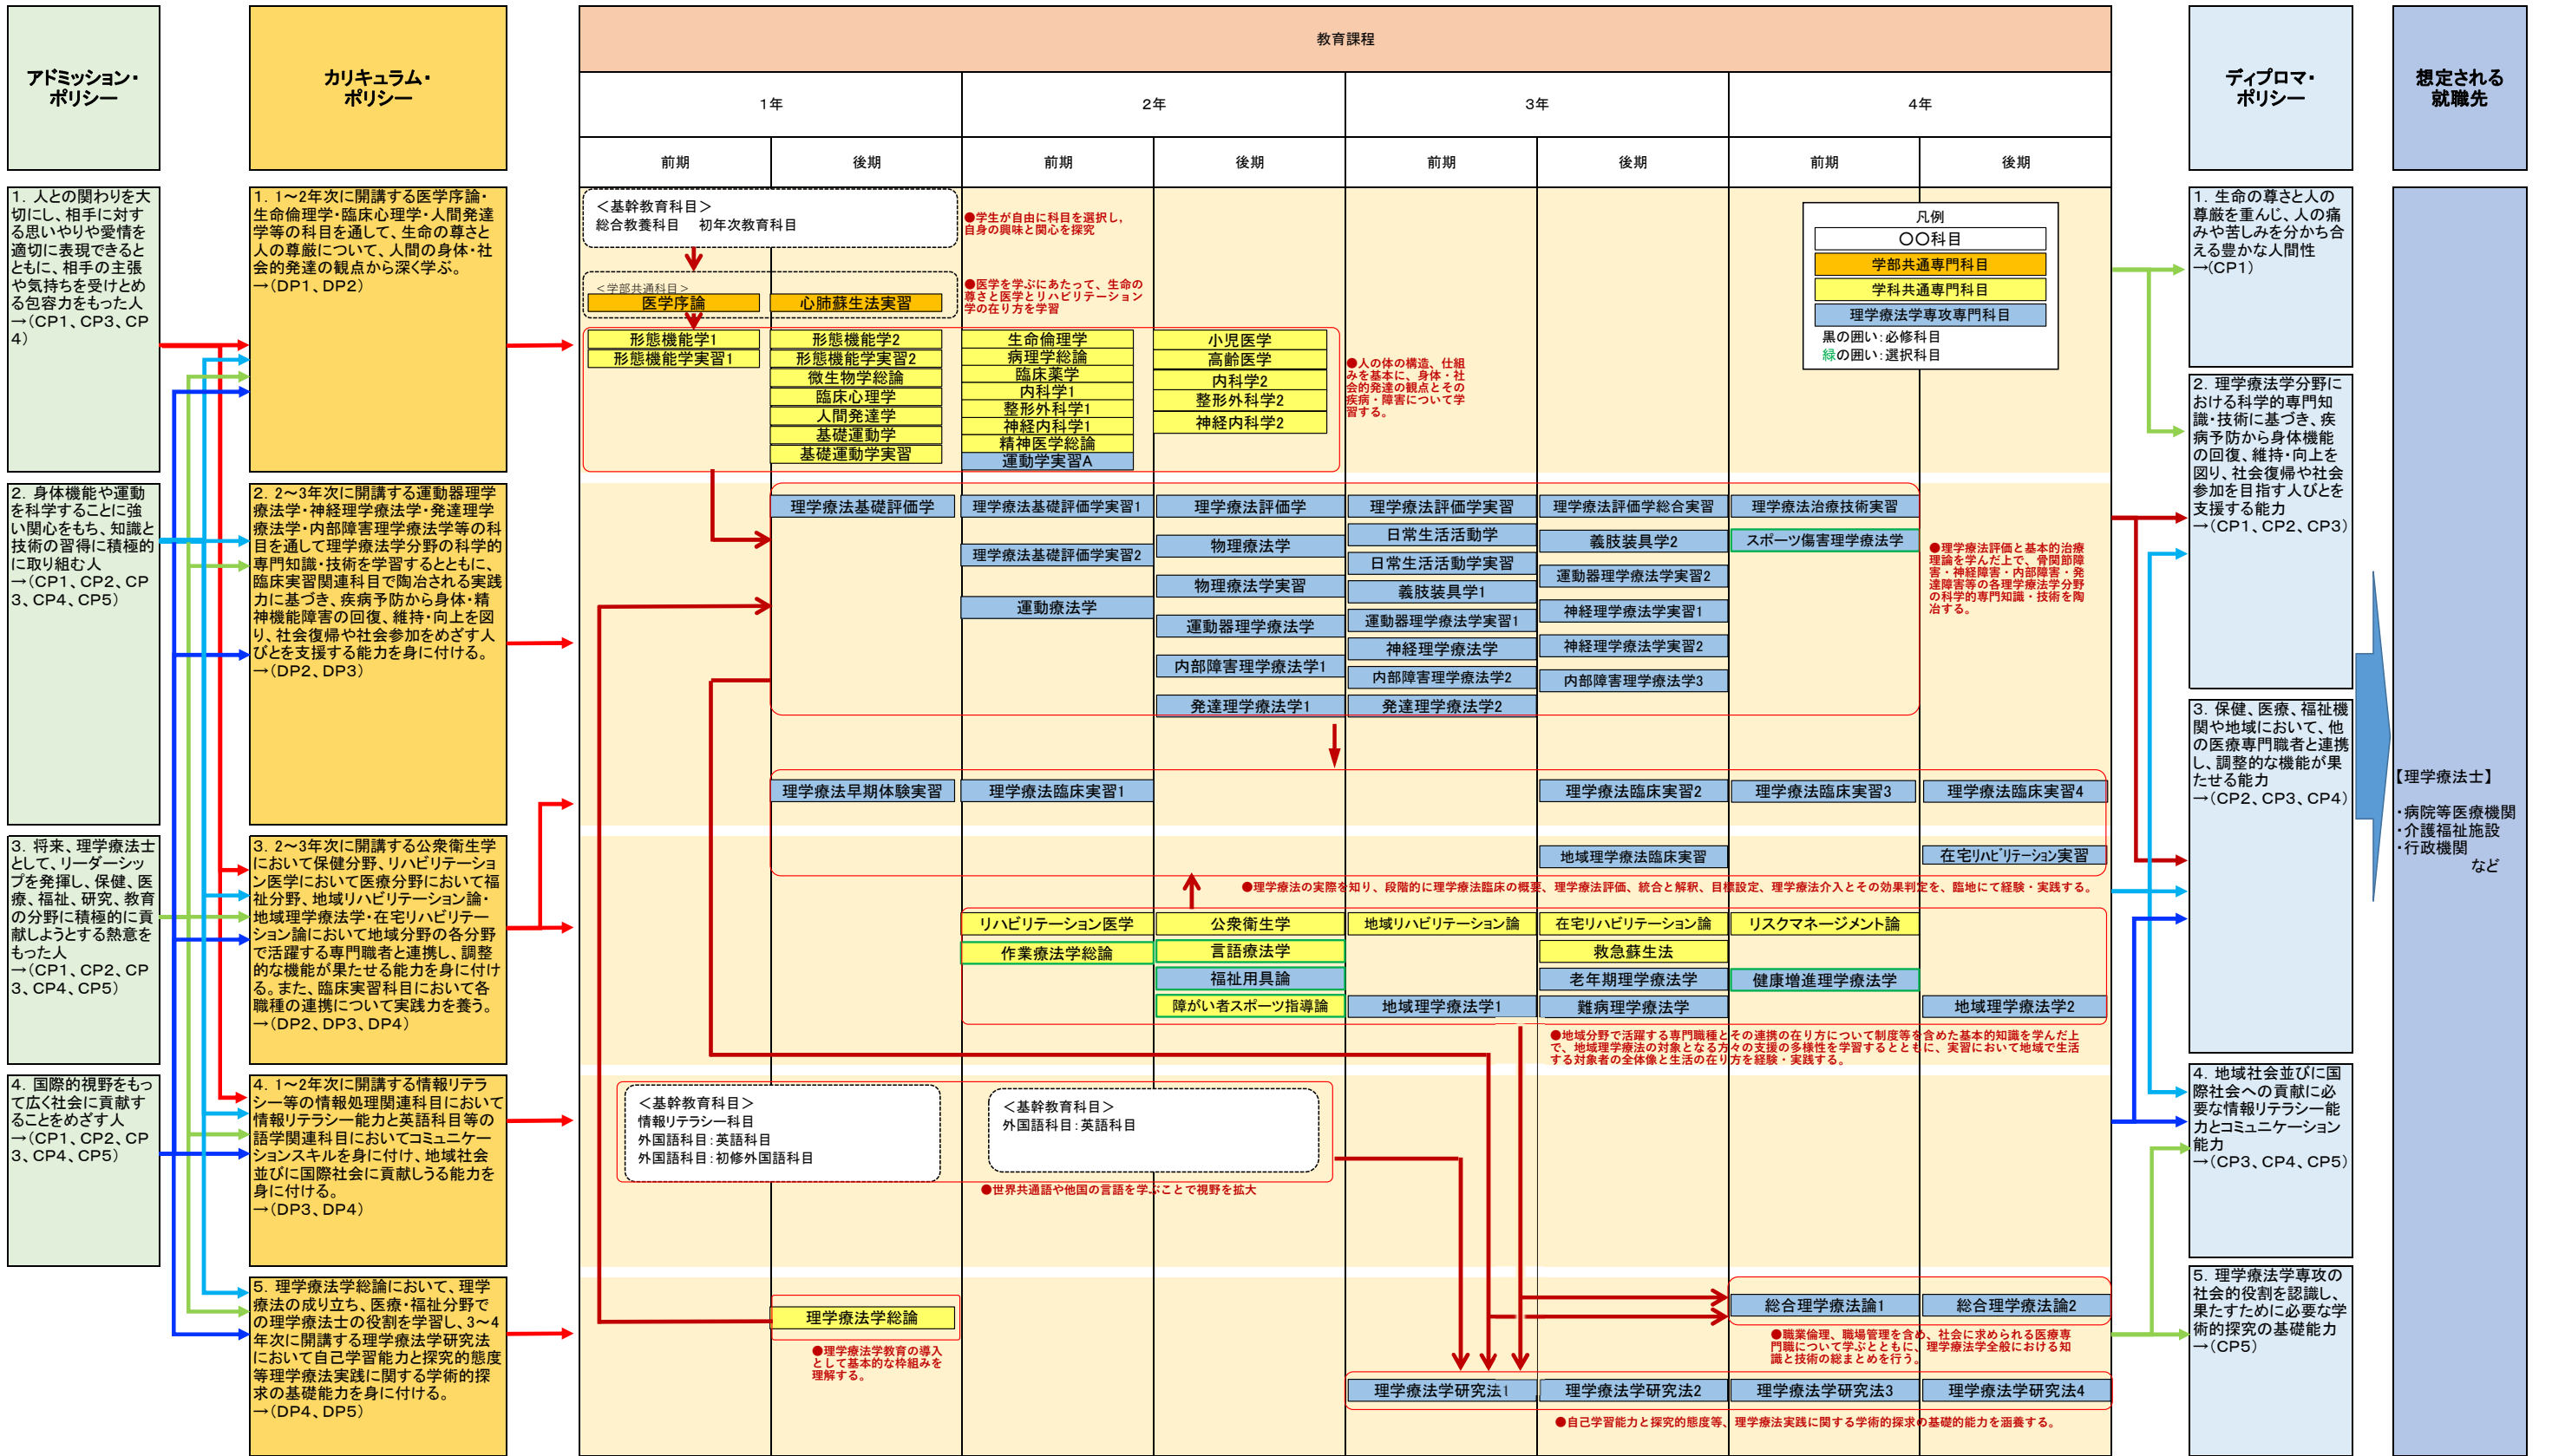 アドミッション・
ポリシー
カリキュラム・
ポリシー
教育課程
1年
2年
3年
4年
前期
後期
前期
後期
前期
後期
前期
後期
ディプロマ・
ポリシー
想定される
就職先
1. 人との関わりを大
切にし、相手に対す
る思いやりや愛情を
適切に表現できると
ともに、相手の主張
や気持ちを受けとめ
る包容力をもった人
→(CP1、CP3、CP
4)
2. 身体機能や運動
を科学することに強
い関心をもち、知識と
技術の習得に積極的
に取り組む人
→(CP1、CP2、CP
3、CP4、CP5)
3. 将来、理学療法士
として、リーダーシッ
プを発揮し、保健、医
療、福祉、研究、教育
の分野に積極的に貢
献しようとする熱意を
もった人
→(CP1、CP2、CP
3、CP4、CP5)
4. 国際的視野をもっ
て広く社会に貢献す
ることをめざす人
→(CP1、CP2、CP
3、CP4、CP5)
1. 1～2年次に開講する医学序論・
生命倫理学・臨床心理学・人間発達
学等の科目を通して、生命の尊さと
人の尊厳について、人間の身体・社
会的発達の観点から深く学ぶ。
→(DP1、DP2)
2. 2～3年次に開講する運動器理学
療法学・神経理学療法学・発達理学
療法学・内部障害理学療法学等の科
目を通して理学療法学分野の科学的
専門知識・技術を学習するとともに、
臨床実習関連科目で陶冶される実践
力に基づき、疾病予防から身体・精
神機能障害の回復、維持・向上を図
り、社会復帰や社会参加をめざす人
びとを支援する能力を身に付ける。
→(DP2、DP3)
3. 2～3年次に開講する公衆衛生学
において保健分野、リハビリテーショ
ン医学において医療分野において福
祉分野、地域リハビリテーション論・
地域理学療法学・在宅リハビリテー
ション論において地域分野の各分野
で活躍する専門職者と連携し、調整
的な機能が果たせる能力を身に付け
る。また、臨床実習科目において各
職種の連携について実践力を養う。
→(DP2、DP3、DP4)
4. 1～2年次に開講する情報リテラ
シー等の情報処理関連科目において
情報リテラシー能力と英語科目等の
語学関連科目においてコミュニケー
ションスキルを身に付け、地域社会
並びに国際社会に貢献しうる能力を
身に付ける。
→(DP3、DP4)
5. 理学療法学総論において、理学
療法の成り立ち、医療・福祉分野で
の理学療法士の役割を学習し、3～4
年次に開講する理学療法学研究法
において自己学習能力と探究的態度
等理学療法実践に関する学術的探
求の基礎能力を身に付ける。
→(DP4、DP5)
＜基幹教育科目＞
総合教養科目　初年次教育科目
●学生が自由に科目を選択し、
自身の興味と関心を探究
＜学部共通科目＞
医学序論
心肺蘇生法実習
●医学を学ぶにあたって、生命の
尊さと医学とリハビリテーション
学の在り方を学習
形態機能学1
形態機能学実習1
形態機能学2
形態機能学実習2
微生物学総論
臨床心理学
人間発達学
基礎運動学
基礎運動学実習
生命倫理学
病理学総論
臨床薬学
内科学1
整形外科学1
神経内科学1
精神医学総論
運動学実習A
小児医学
高齢医学
内科学2
整形外科学2
神経内科学2
●人の体の構造、仕組
みを基本に、身体・社
会的発達の観点とその
疾病・障害について学
習する。
凡例
〇〇科目
学部共通専門科目
学科共通専門科目
理学療法学専攻専門科目
黒の囲い:必修科目
緑の囲い:選択科目
理学療法基礎評価学
理学療法基礎評価学実習1
理学療法基礎評価学実習2
運動療法学
理学療法評価学
物理療法学
物理療法学実習
運動器理学療法学
内部障害理学療法学1
発達理学療法学1
理学療法評価学実習
日常生活活動学
日常生活活動学実習
義肢装具学1
運動器理学療法学実習1
神経理学療法学
内部障害理学療法学2
発達理学療法学2
理学療法評価学総合実習
義肢装具学2
運動器理学療法学実習2
神経理学療法学実習1
神経理学療法学実習2
内部障害理学療法学3
理学療法治療技術実習
スポーツ傷害理学療法学
●理学療法評価と基本的治療
理論を学んだ上で、骨関節障
害・神経障害・内部障害・発
達障害等の各理学療法学分野
の科学的専門知識・技術を陶
冶する。
理学療法早期体験実習
理学療法臨床実習1
理学療法臨床実習2
理学療法臨床実習3
理学療法臨床実習4
地域理学療法臨床実習
在宅リハビリテーション実習
●理学療法の実際を知り、段階的に理学療法臨床の概要、理学療法評価、統合と解釈、目標設定、理学療法介入とその効果判定を、臨地にて経験・実践する。
リハビリテーション医学
作業療法学総論
公衆衛生学
言語療法学
福祉用具論
障がい者スポーツ指導論
地域リハビリテーション論
地域理学療法学1
在宅リハビリテーション論
救急蘇生法
老年期理学療法学
難病理学療法学
リスクマネージメント論
健康増進理学療法学
地域理学療法学2
●地域分野で活躍する専門職種とその連携の在り方について制度等を含めた基本的知識を学んだ上
で、地域理学療法の対象となる方々の支援の多様性を学習するとともに、実習において地域で生活
する対象者の全体像と生活の在り方を経験・実践する。
＜基幹教育科目＞
情報リテラシー科目
外国語科目:英語科目
外国語科目:初修外国語科目
＜基幹教育科目＞
外国語科目:英語科目
●世界共通語や他国の言語を学ぶことで視野を拡大
理学療法学総論
●理学療法学教育の導入
として基本的な枠組みを
理解する。
総合理学療法論1
総合理学療法論2
●職業倫理、職場管理を含め、社会に求められる医療専
門職について学ぶとともに、理学療法学全般における知
識と技術の総まとめを行う。
理学療法学研究法1
理学療法学研究法2
理学療法学研究法3
理学療法学研究法4
●自己学習能力と探究的態度等、理学療法実践に関する学術的探求の基礎的能力を涵養する。
1. 生命の尊さと人の
尊厳を重んじ、人の痛
みや苦しみを分かち合
える豊かな人間性
→(CP1)
2. 理学療法学分野に
おける科学的専門知
識・技術に基づき、疾
病予防から身体機能
の回復、維持・向上を
図り、社会復帰や社会
参加を目指す人びとを
支援する能力
→(CP1、CP2、CP3)
3. 保健、医療、福祉機
関や地域において、他
の医療専門職者と連携
し、調整的な機能が果
たせる能力
→(CP2、CP3、CP4)
4. 地域社会並びに国
際社会への貢献に必
要な情報リテラシー能
力とコミュニケーション
能力
→(CP3、CP4、CP5)
5. 理学療法学専攻の
社会的役割を認識し、
果たすために必要な学
術的探究の基礎能力
→(CP5)
【理学療法士】
・病院等医療機関
・介護福祉施設
・行政機関
など